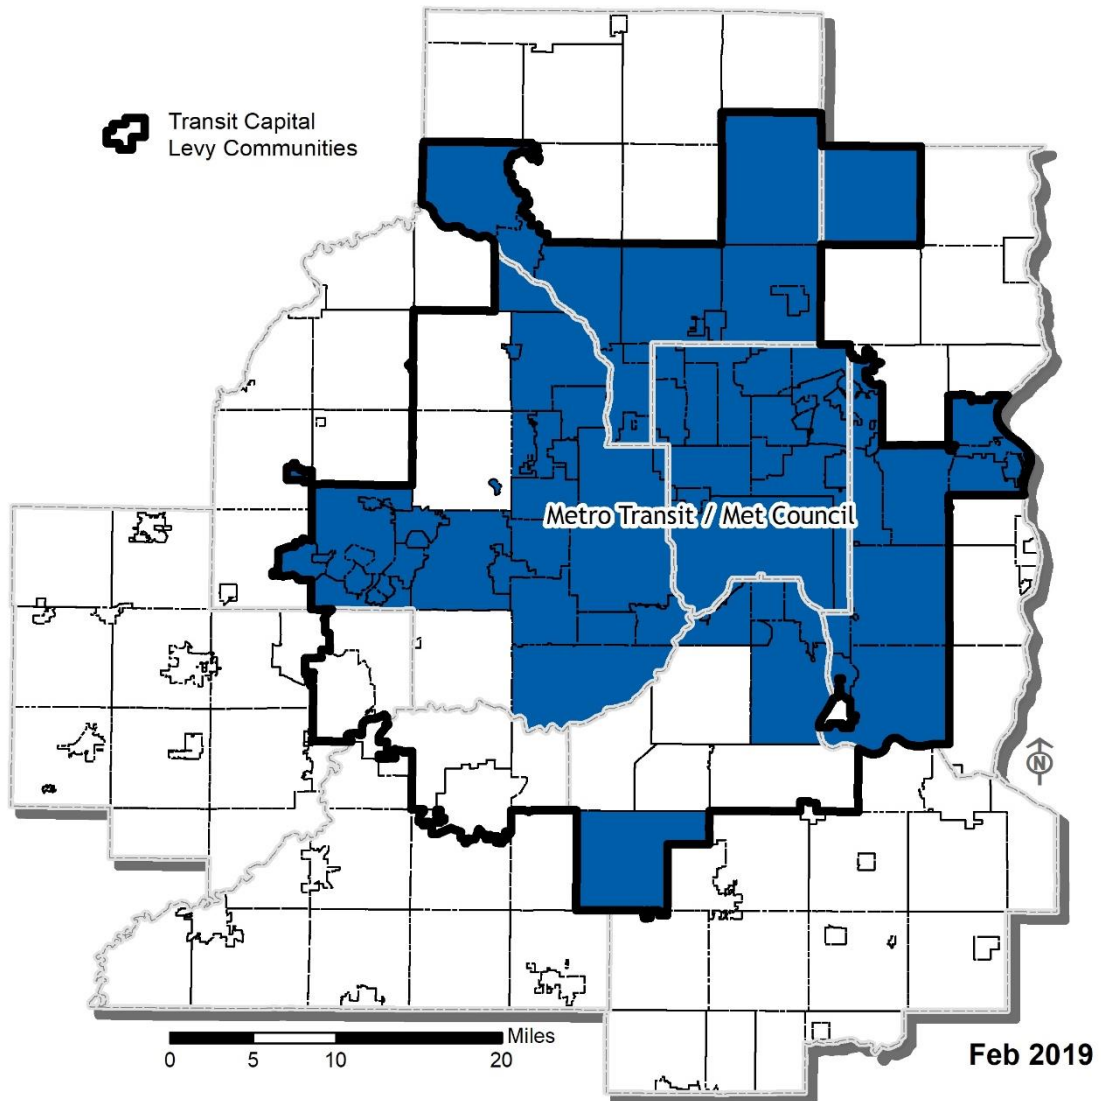 Transit Capital
Levy Communities
Metro Transit / Met Council
N
Miles
0 5 10 20
Feb 2019